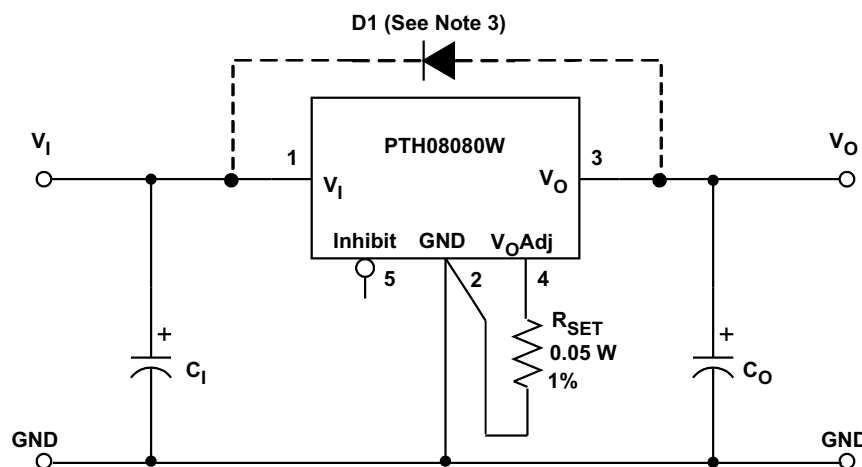 D1 (See Note 3)
V_I
1
PTH08080W
3
V_O
V_I
V_O
Inhibit
GND
V_OAdj
5
2
4
R_SET
0.05 W
1%
+
C_I
+
C_O
GND
GND